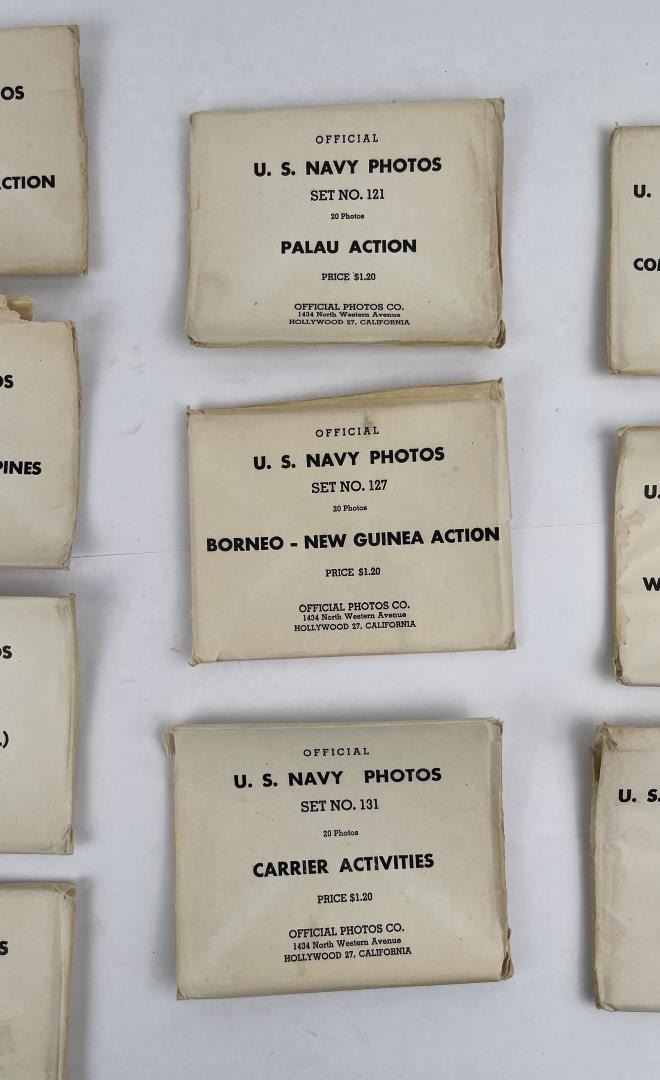 OS
CTION
OFFICIAL
U. S. NAVY PHOTOS
SET NO. 121
20 Photos
PALAU ACTION
PRICE $1.20
OFFICIAL PHOTOS CO.
1434 North Western Avenue
HOLLYWOOD 27, CALIFORNIA
U.
COM
OS
PINES
OFFICIAL
U. S. NAVY PHOTOS
SET NO. 127
20 Photos
BORNEO - NEW GUINEA ACTION
PRICE $1.20
OFFICIAL PHOTOS CO.
1434 North Western Avenue
HOLLYWOOD 27, CALIFORNIA
U.
W
OS
.)
OFFICIAL
U. S. NAVY PHOTOS
SET NO. 131
20 Photos
CARRIER ACTIVITIES
PRICE $1.20
OFFICIAL PHOTOS CO.
1434 North Western Avenue
HOLLYWOOD 27, CALIFORNIA
S
U. S.